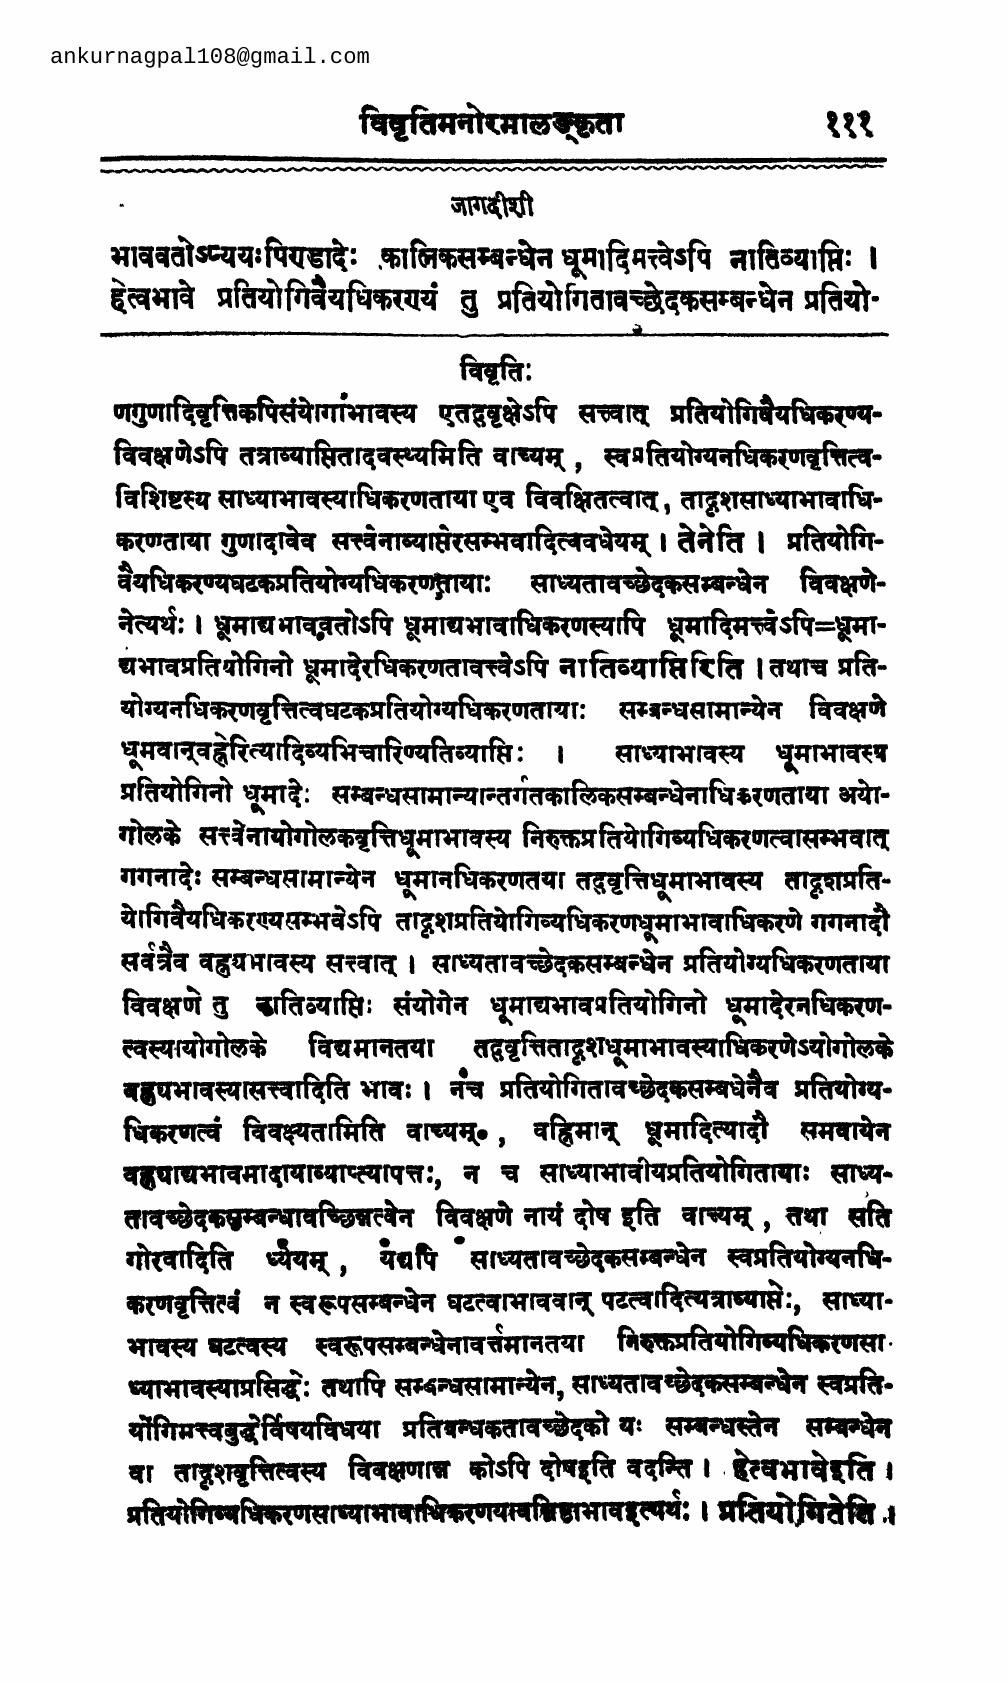 ankurnagpal108@gmail.com
विवृतिमनोरमालङ्कृता १११
जागदीशी
भाववतोऽप्ययःपिण्डादेः कालिकसम्बन्धेन धूमादिमत्त्वेऽपि नातिव्याप्तिः ।
हेत्वभावे प्रतियोगिवैयधिकरण्यं तु प्रतियोगितावच्छेदकसम्बन्धेन प्रतियो-
विवृतिः
णगुणादिवृत्तिकपिसंयोगाभावस्य एतद्वृक्षेऽपि सत्त्वात् प्रतियोगिवैयधिकरण्य-
विवक्षणेऽपि तत्राव्याप्तितादवस्थ्यमिति वाच्यम् , स्वप्रतियोग्यनधिकरणवृत्तित्व-
विशिष्टस्य साध्याभावस्याधिकरणताया एव विवक्षितत्वात् , तादृशसाध्याभावाधि-
करणताया गुणादावेव सत्त्वेनाव्याप्तेरसम्भवादित्यवधेयम् । तेनेति । प्रतियोगि-
वैयधिकरण्यघटकप्रतियोग्यधिकरणतायाः साध्यतावच्छेदकसम्बन्धेन विवक्षणे-
नेत्यर्थः । धूमाद्यभाववतोऽपि धूमाद्यभावाधिकरणस्यापि धूमादिमत्त्वेऽपि=धूमा-
द्यभावप्रतियोगिनो धूमादेरधिकरणतावत्त्वेऽपि नातिव्याप्तिरिति । तथाच प्रति-
योग्यनधिकरणवृत्तित्वघटकप्रतियोग्यधिकरणतायाः सम्बन्धसामान्येन विवक्षणे
धूमवान्वह्नेरित्यादिव्यभिचारिण्यतिव्याप्तिः । साध्याभावस्य धूमाभावस्य
प्रतियोगिनो धूमादेः सम्बन्धसामान्यान्तर्गतकालिकसम्बन्धेनाधिकरणताया अयो-
गोलके सत्त्वेनायोगोलकवृत्तिधूमाभावस्य निरुक्तप्रतियोगिव्यधिकरणत्वासम्भवात्
गगनादेः सम्बन्धसामान्येन धूमानधिकरणतया तद्वृत्तिधूमाभावस्य तादृशप्रति-
योगिवैयधिकरण्यसम्भवेऽपि तादृशप्रतियोगिव्यधिकरणधूमाभावाधिकरणे गगनादौ
सर्वत्रैव वह्न्यभावस्य सत्त्वात् । साध्यतावच्छेदकसम्बन्धेन प्रतियोग्यधिकरणताया
विवक्षणे तु नातिव्याप्तिः संयोगेन धूमाद्यभावप्रतियोगिनो धूमादेरनधिकरण-
त्वस्यायोगोलके विद्यमानतया तद्वृत्तितादृशधूमाभावस्याधिकरणेऽयोगोलके
वह्न्यभावस्यासत्त्वादिति भावः । नच प्रतियोगितावच्छेदकसम्बधेनैव प्रतियोग्य-
धिकरणत्वं विवक्ष्यतामिति वाच्यम् , वह्निमान् धूमादित्यादौ समवायेन
वह्न्याद्यभावमादायाव्याप्त्यापत्तः, न च साध्याभावीयप्रतियोगितायाः साध्य-
तावच्छेदकसम्बन्धावच्छिन्नत्वेन विवक्षणे नायं दोष इति वाच्यम् , तथा सति
गोरवादिति ध्येयम् , यद्यपि साध्यतावच्छेदकसम्बन्धेन स्वप्रतियोग्यनधि-
करणवृत्तित्वं न स्वरूपसम्बन्धेन घटत्वाभाववान् पटत्वादित्यत्राव्याप्तेः, साध्या-
भावस्य घटत्वस्य स्वरूपसम्बन्धेनावर्त्तमानतया निरुक्तप्रतियोगिव्यधिकरणसा-
ध्याभावस्याप्रसिद्धेः तथापि सम्बन्धसामान्येन, साध्यतावच्छेदकसम्बन्धेन स्वप्रति-
योगिमत्त्वबुद्धेर्विषयविधया प्रतिबन्धकतावच्छेदको यः सम्बन्धस्तेन सम्बन्धेन
वा तादृशवृत्तित्वस्य विवक्षणान्न कोऽपि दोषइति वदन्ति । हेत्वभावेइति ।
प्रतियोगिव्यधिकरणसाध्याभावाधिकरणयावन्निष्ठाभावइत्यर्थः । प्रतियोगितेति ।